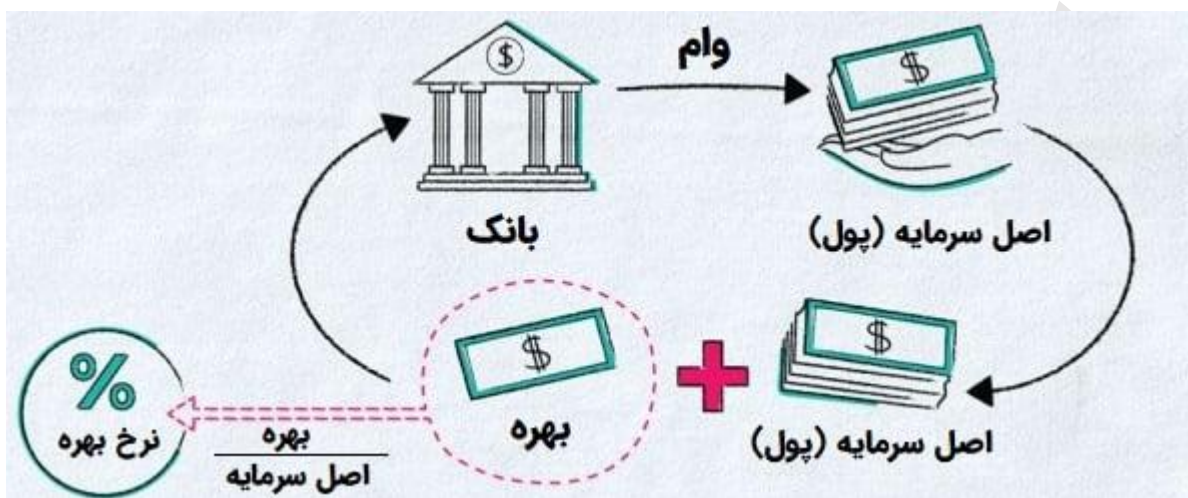 وام
$
$
بانک
اصل سرمایه (پول)
$
$
%
نرخ بهره
بهره
اصل سرمایه
بهره
اصل سرمایه (پول)